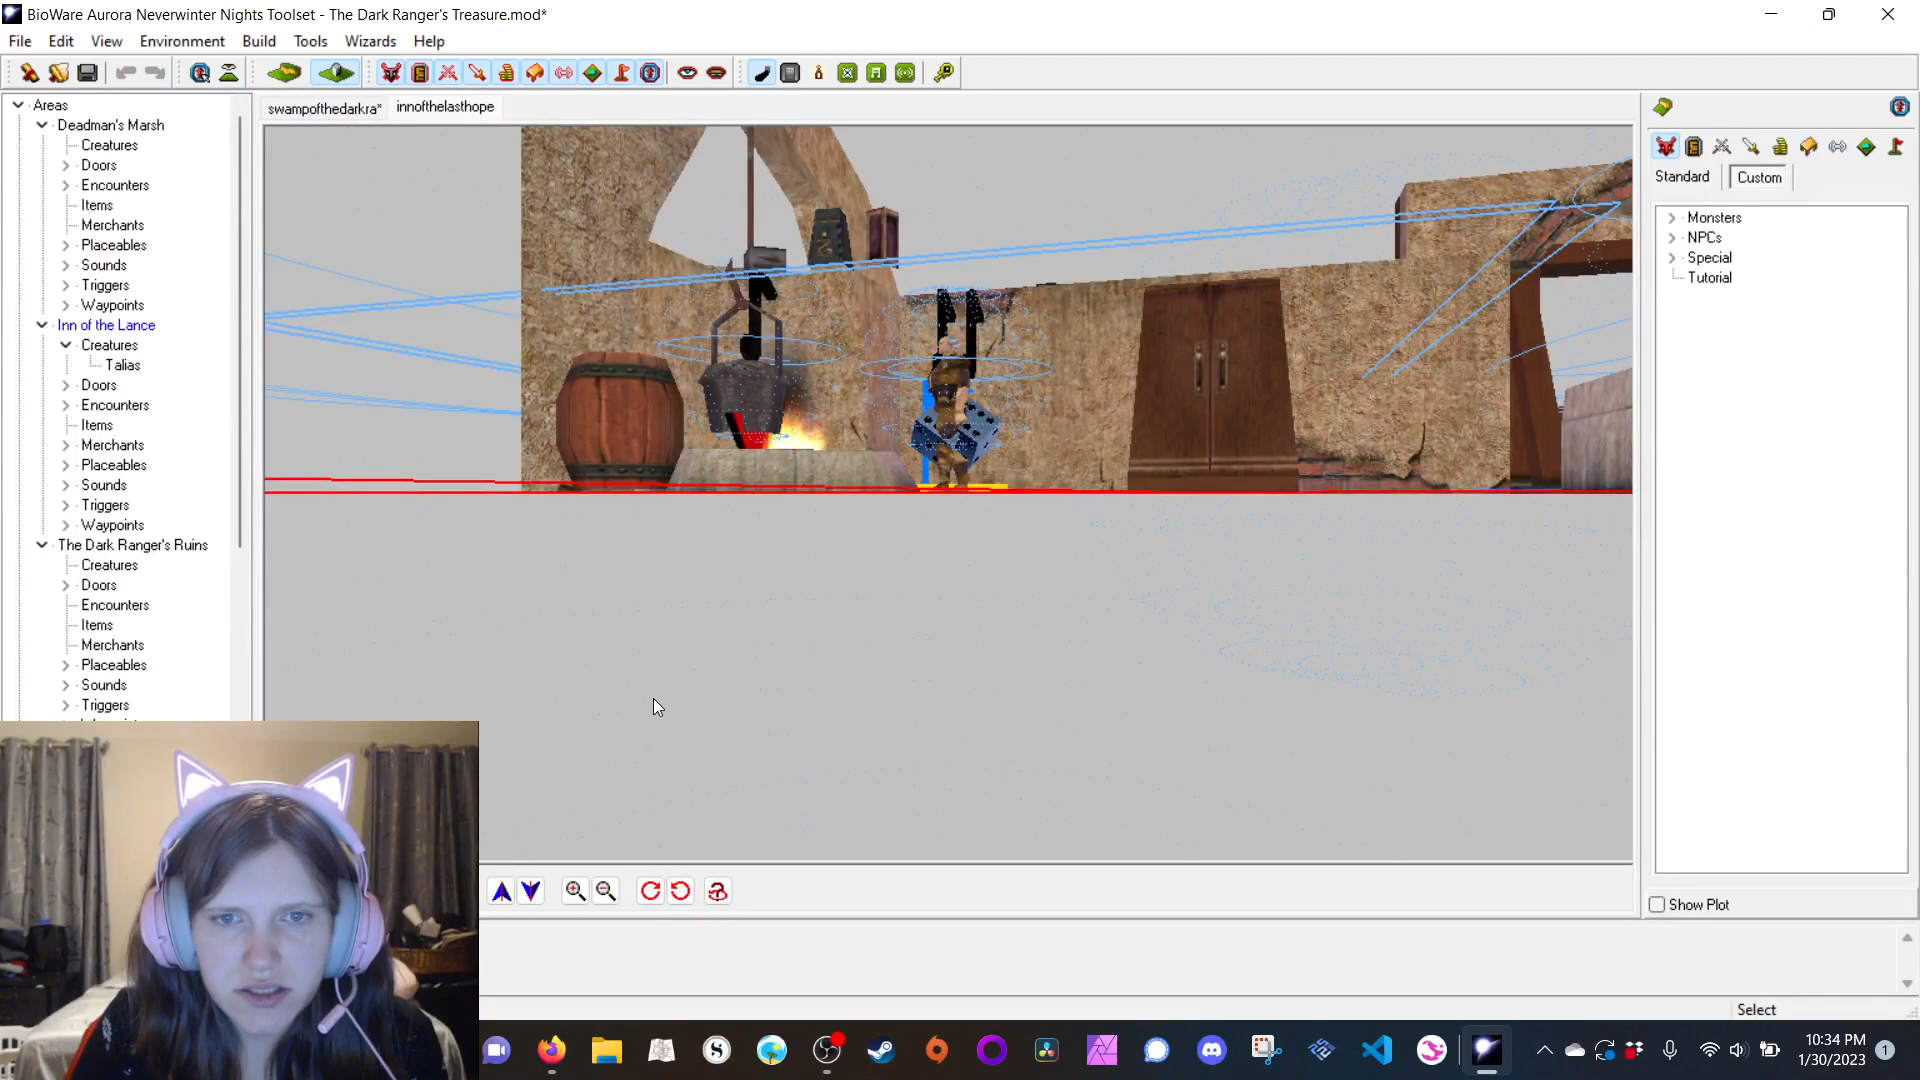 BioWare Aurora Neverwinter Nights Toolset - The Dark Ranger's Treasure.mod*
File Edit View Environment Build Tools Wizards Help
swampofthedarkra* innofthelasthope
Areas
Deadman's Marsh
Creatures
Doors
Encounters
Items
Merchants
Placeables
Sounds
Triggers
Waypoints
Inn of the Lance
Creatures
Talias
Doors
Encounters
Items
Merchants
Placeables
Sounds
Triggers
Waypoints
The Dark Ranger's Ruins
Creatures
Doors
Encounters
Items
Merchants
Placeables
Sounds
Triggers
Standard Custom
Monsters
NPCs
Special
Tutorial
Show Plot
Select
10:34 PM
1/30/2023
1